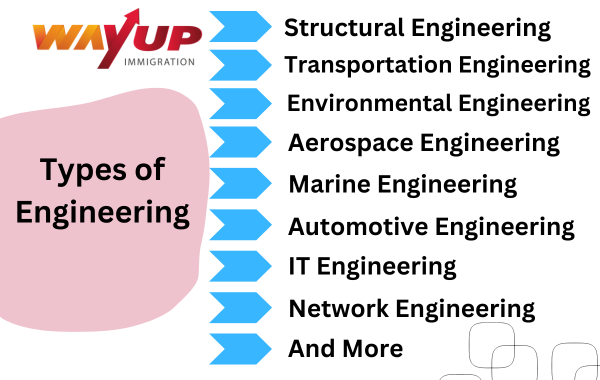 WAYUP
IMMIGRATION
Types of
Engineering
Structural Engineering
Transportation Engineering
Environmental Engineering
Aerospace Engineering
Marine Engineering
Automotive Engineering
IT Engineering
Network Engineering
And More